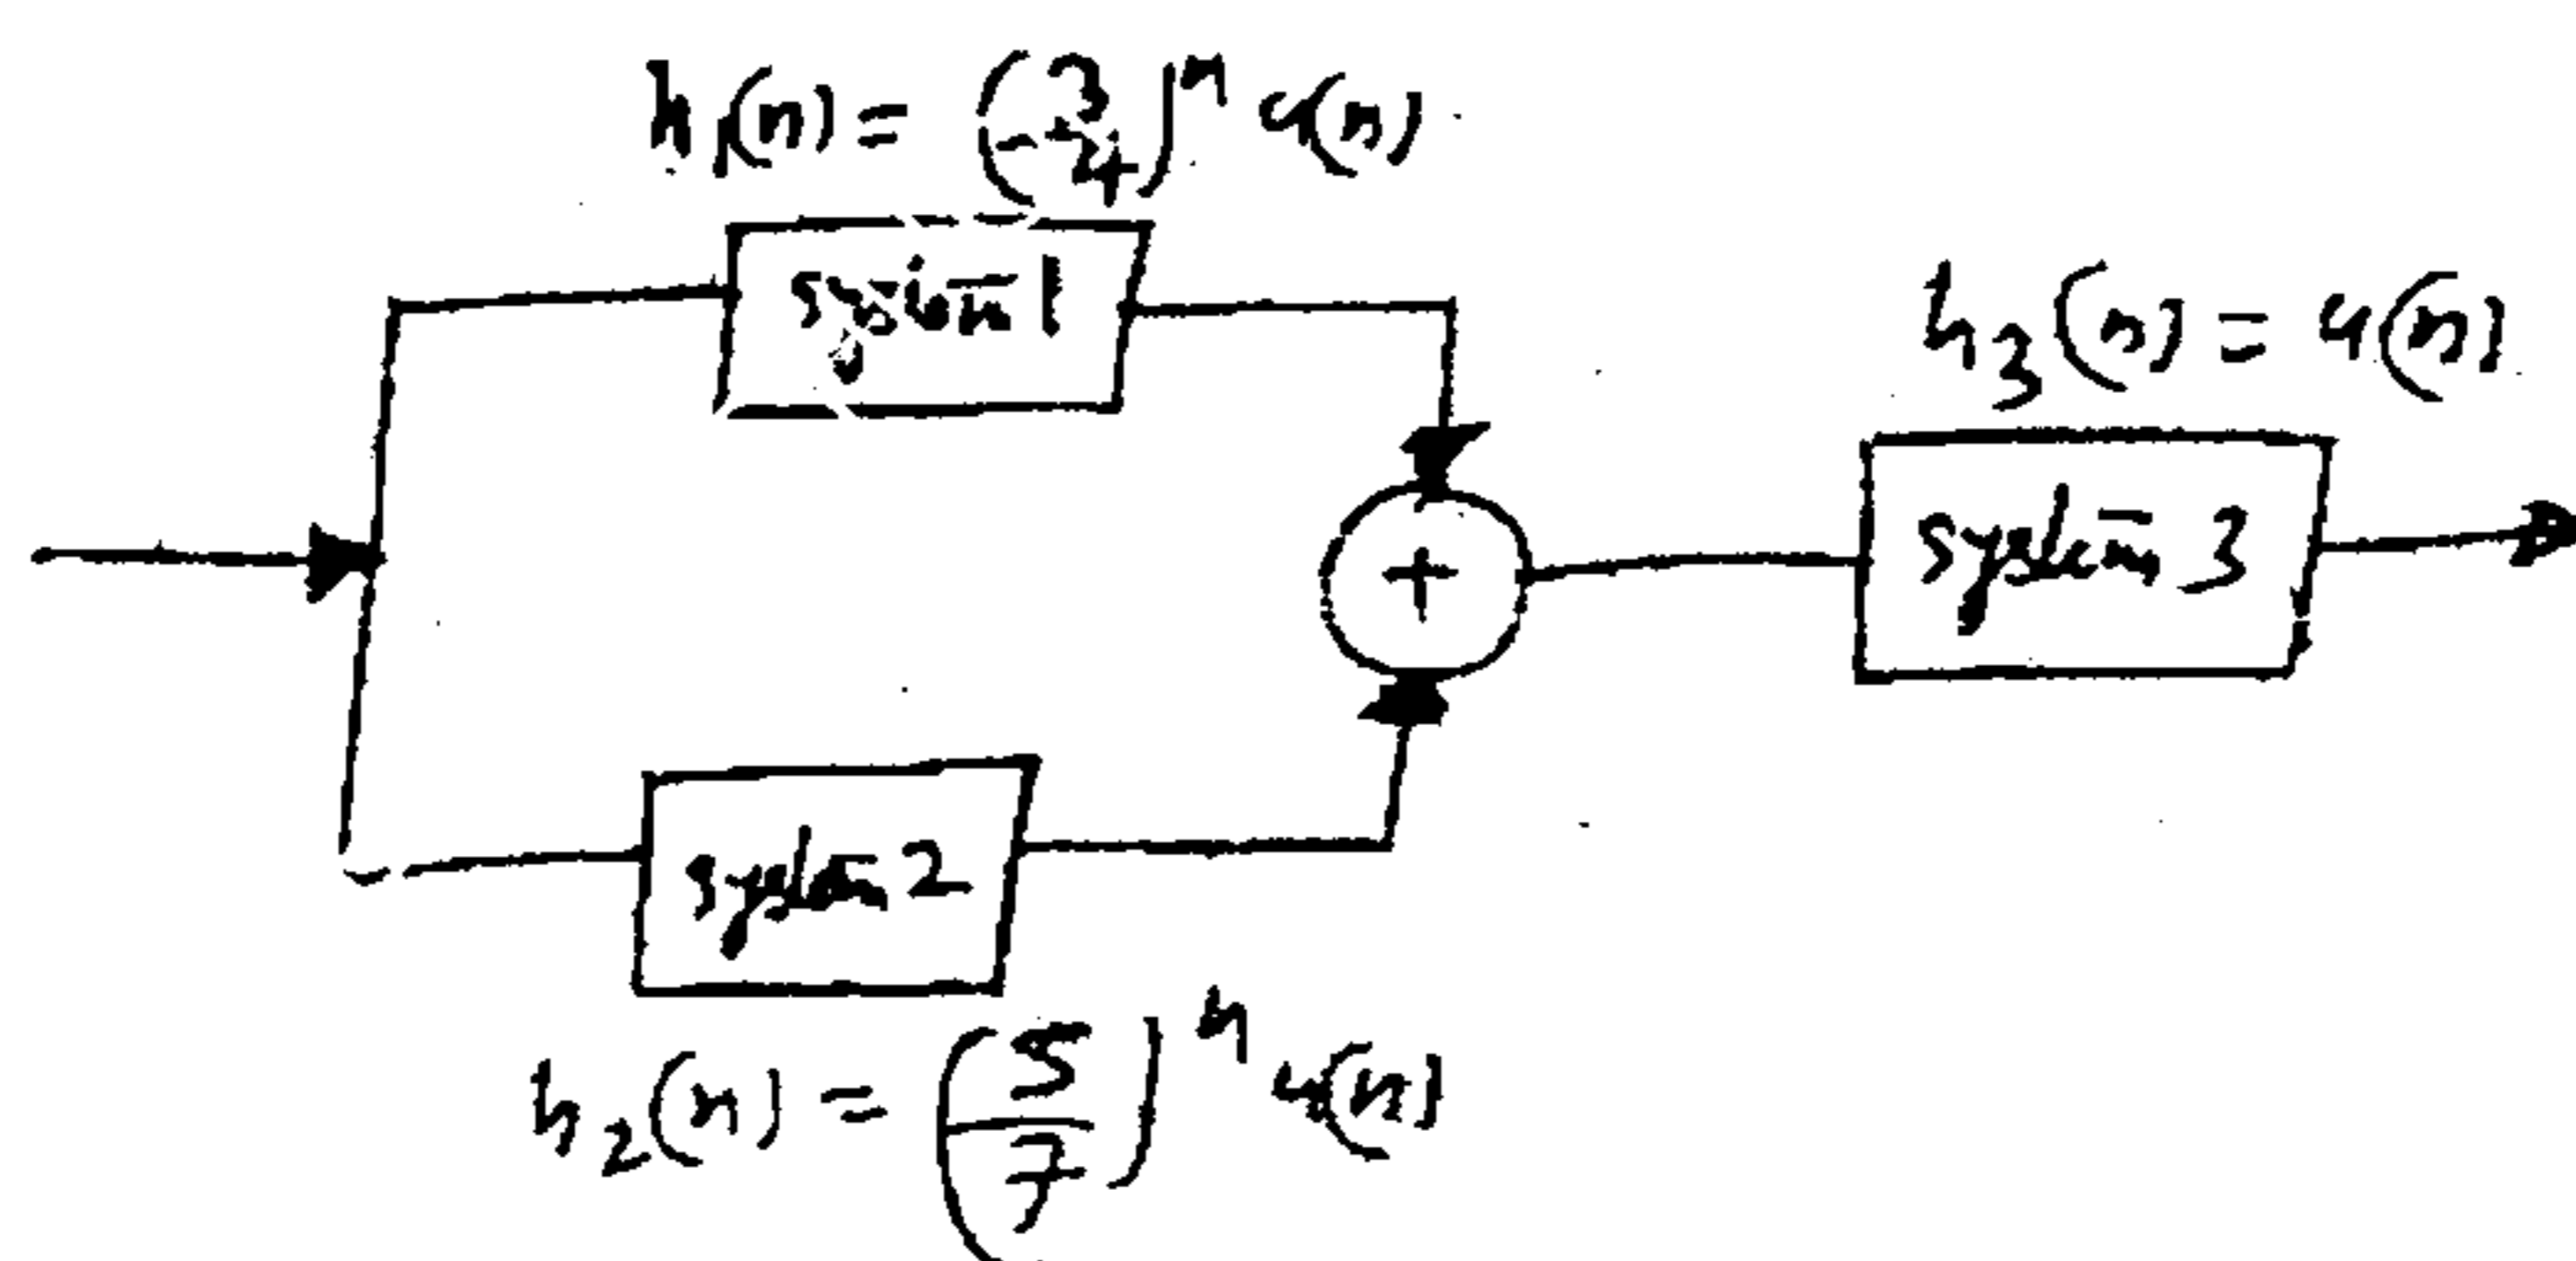 h₁(n) = (3/4)ⁿ u(n)
system 1
h₃(n) = u(n)
+
system 3
system 2
h₂(n) = (5/7)ⁿ u(n)